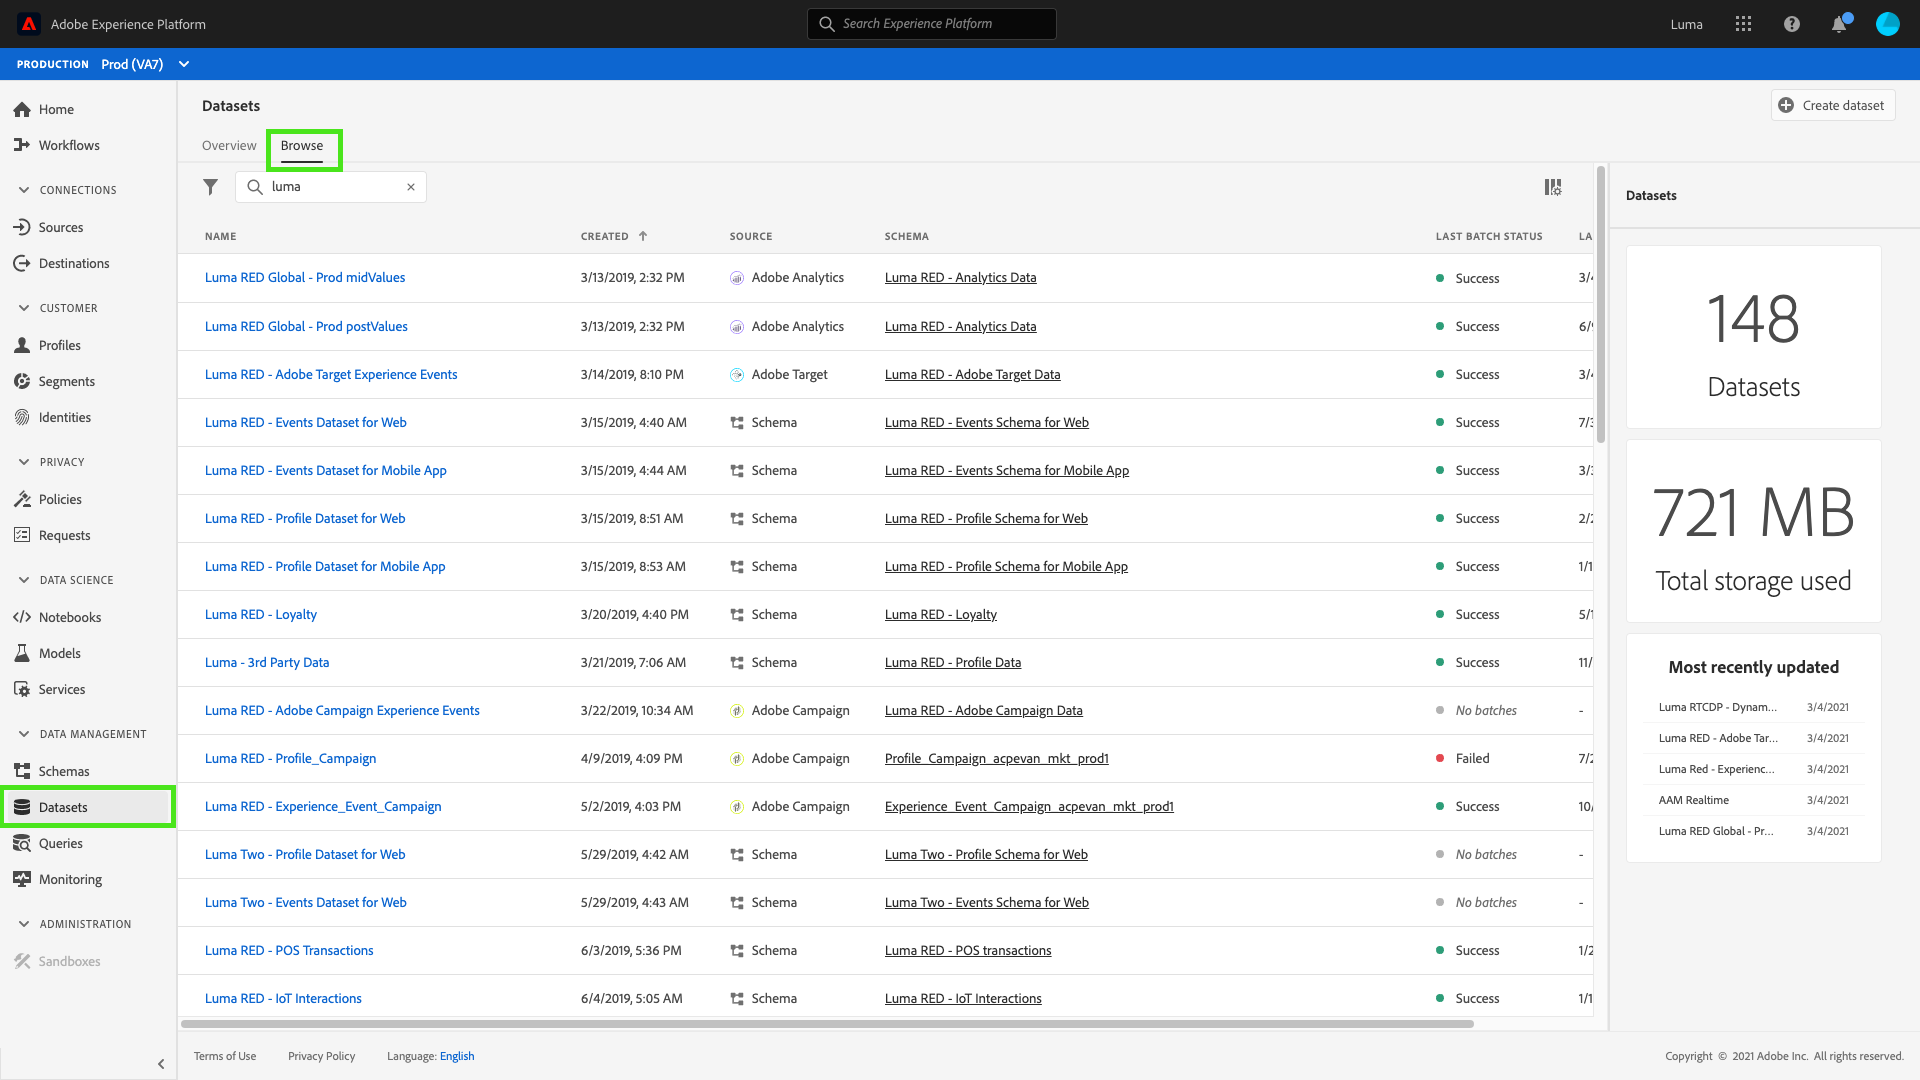 Adobe Experience Platform
Search Experience Platform
Luma
PRODUCTION Prod (VA7)
Home
Workflows
CONNECTIONS
Sources
Destinations
CUSTOMER
Profiles
Segments
Identities
PRIVACY
Policies
Requests
DATA SCIENCE
Notebooks
Models
Services
DATA MANAGEMENT
Schemas
Datasets
Queries
Monitoring
ADMINISTRATION
Sandboxes
Datasets
Create dataset
Overview Browse
luma
NAME CREATED SOURCE SCHEMA LAST BATCH STATUS LA
Luma RED Global - Prod midValues 3/13/2019, 2:32 PM Adobe Analytics Luma RED - Analytics Data Success 3/4
Luma RED Global - Prod postValues 3/13/2019, 2:32 PM Adobe Analytics Luma RED - Analytics Data Success 6/9
Luma RED - Adobe Target Experience Events 3/14/2019, 8:10 PM Adobe Target Luma RED - Adobe Target Data Success 3/4
Luma RED - Events Dataset for Web 3/15/2019, 4:40 AM Schema Luma RED - Events Schema for Web Success 7/3
Luma RED - Events Dataset for Mobile App 3/15/2019, 4:44 AM Schema Luma RED - Events Schema for Mobile App Success 3/3
Luma RED - Profile Dataset for Web 3/15/2019, 8:51 AM Schema Luma RED - Profile Schema for Web Success 2/2
Luma RED - Profile Dataset for Mobile App 3/15/2019, 8:53 AM Schema Luma RED - Profile Schema for Mobile App Success 1/1
Luma RED - Loyalty 3/20/2019, 4:40 PM Schema Luma RED - Loyalty Success 5/1
Luma - 3rd Party Data 3/21/2019, 7:06 AM Schema Luma RED - Profile Data Success 11/
Luma RED - Adobe Campaign Experience Events 3/22/2019, 10:34 AM Adobe Campaign Luma RED - Adobe Campaign Data No batches -
Luma RED - Profile_Campaign 4/9/2019, 4:09 PM Adobe Campaign Profile_Campaign_acpevan_mkt_prod1 Failed 7/2
Luma RED - Experience_Event_Campaign 5/2/2019, 4:03 PM Adobe Campaign Experience_Event_Campaign_acpevan_mkt_prod1 Success 10/
Luma Two - Profile Dataset for Web 5/29/2019, 4:42 AM Schema Luma Two - Profile Schema for Web No batches -
Luma Two - Events Dataset for Web 5/29/2019, 4:43 AM Schema Luma Two - Events Schema for Web No batches -
Luma RED - POS Transactions 6/3/2019, 5:36 PM Schema Luma RED - POS transactions Success 1/2
Luma RED - IoT Interactions 6/4/2019, 5:05 AM Schema Luma RED - IoT Interactions Success 1/1
Datasets
148
Datasets
721 MB
Total storage used
Most recently updated
Luma RTCDP - Dynam... 3/4/2021
Luma RED - Adobe Tar... 3/4/2021
Luma Red - Experienc... 3/4/2021
AAM Realtime 3/4/2021
Luma RED Global - Pr... 3/4/2021
Terms of Use Privacy Policy Language: English
Copyright © 2021 Adobe Inc. All rights reserved.